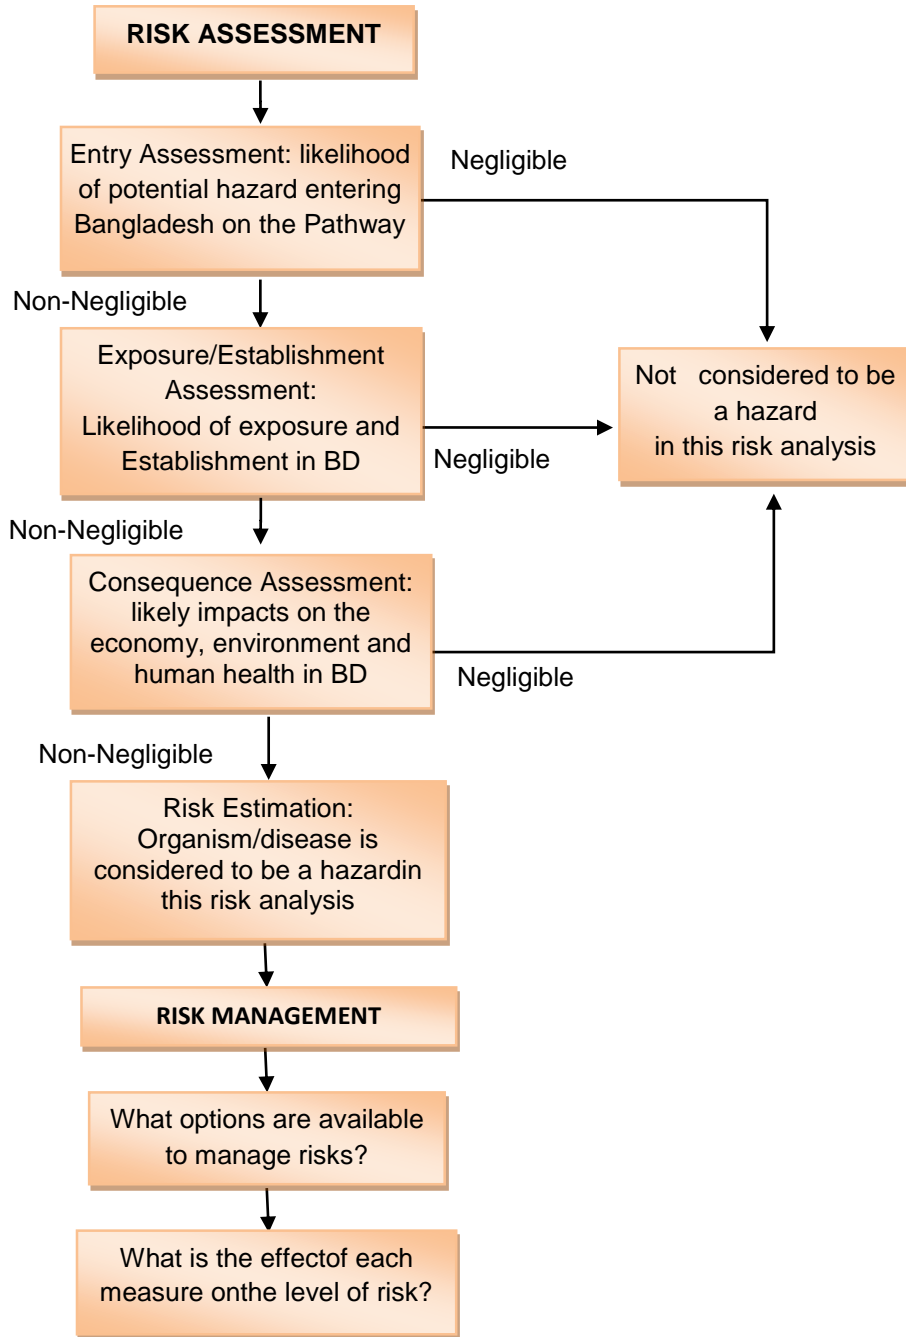 RISK ASSESSMENT
Entry Assessment: likelihood
of potential hazard entering
Bangladesh on the Pathway
Negligible
Non-Negligible
Exposure/Establishment
Assessment:
Likelihood of exposure and
Establishment in BD
Negligible
Not considered to be
a hazard
in this risk analysis
Non-Negligible
Consequence Assessment:
likely impacts on the
economy, environment and
human health in BD
Negligible
Non-Negligible
Risk Estimation:
Organism/disease is
considered to be a hazardin
this risk analysis
RISK MANAGEMENT
What options are available
to manage risks?
What is the effectof each
measure onthe level of risk?